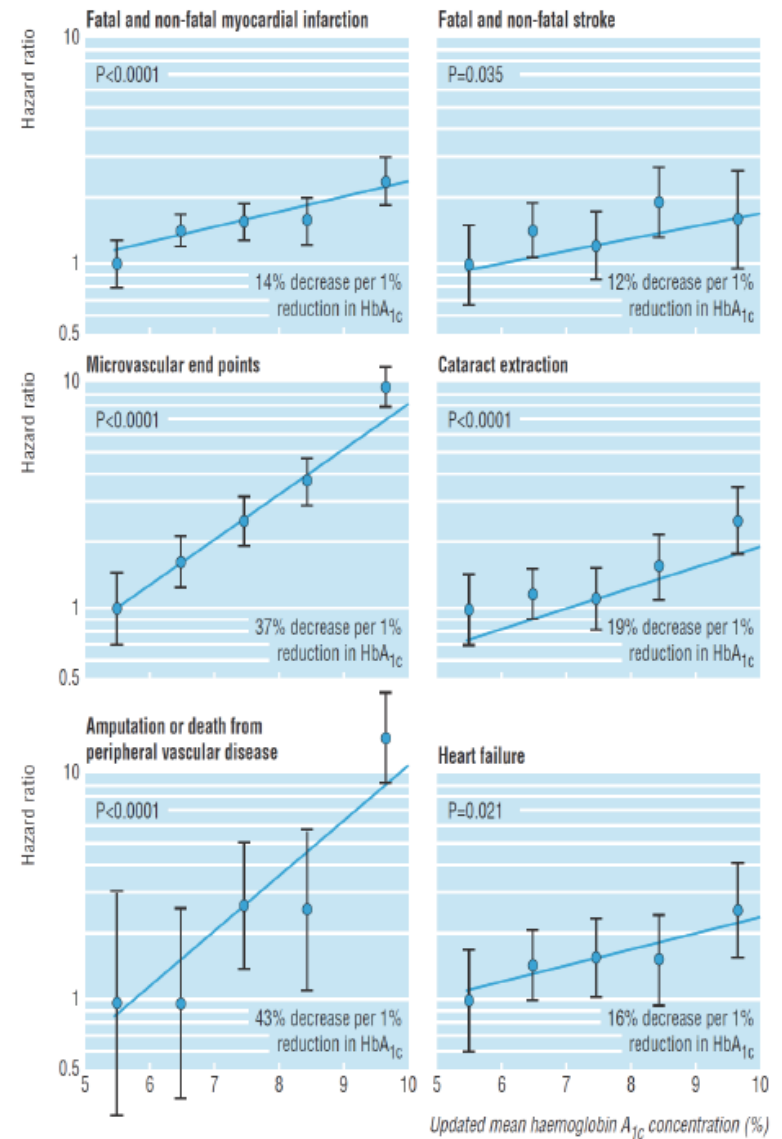 Fatal and non-fatal myocardial infarction
Hazard ratio
10
1
0.5
P<0.0001
14% decrease per 1%
reduction in HbA1c
Fatal and non-fatal stroke
P=0.035
12% decrease per 1%
reduction in HbA1c
Microvascular end points
Hazard ratio
10
1
0.5
P<0.0001
37% decrease per 1%
reduction in HbA1c
Cataract extraction
P<0.0001
19% decrease per 1%
reduction in HbA1c
Amputation or death from
peripheral vascular disease
Hazard ratio
10
1
0.5
P<0.0001
43% decrease per 1%
reduction in HbA1c
5 6 7 8 9 10
Heart failure
P=0.021
16% decrease per 1%
reduction in HbA1c
5 6 7 8 9 10
Updated mean haemoglobin A1c concentration (%)